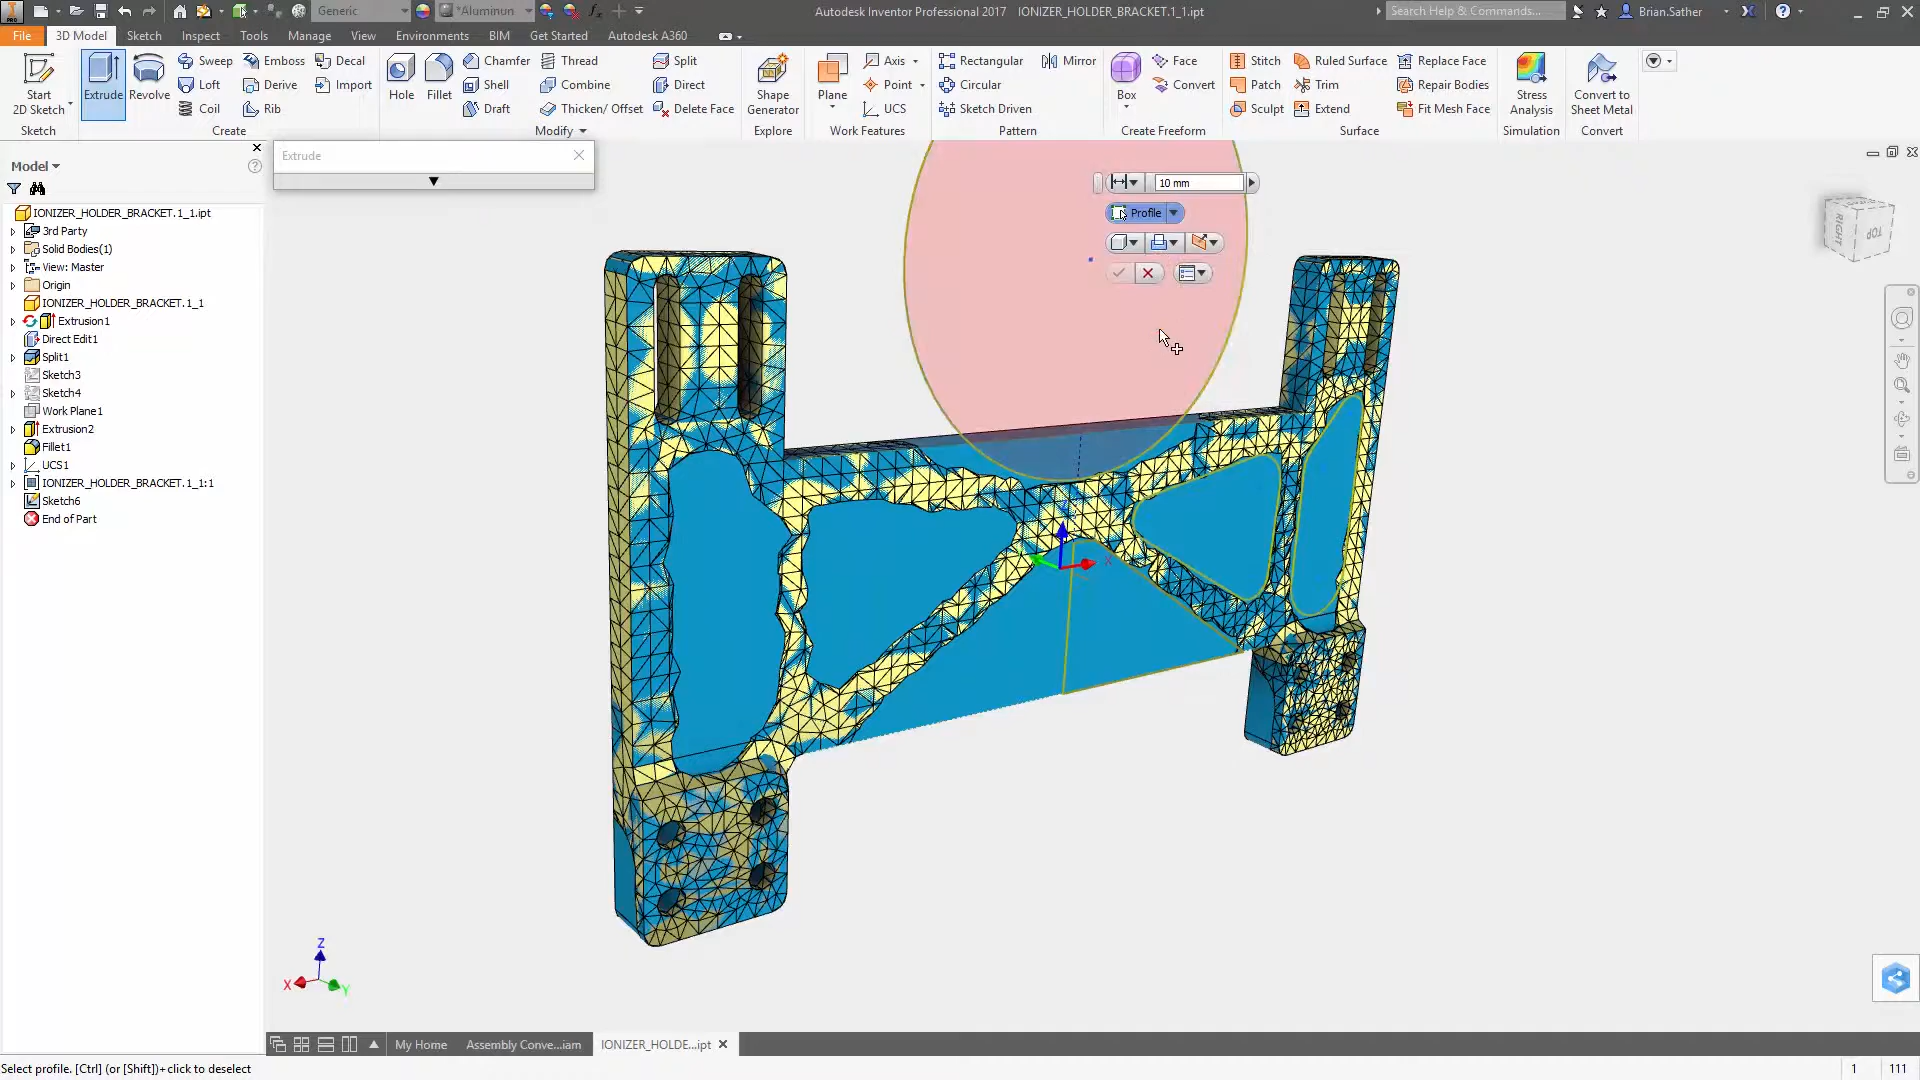 PRO Generic *Aluminun fx Autodesk Inventor Professional 2017 IONIZER_HOLDER_BRACKET.1_1.ipt Search Help & Commands... Brian.Sather
File 3D Model Sketch Inspect Tools Manage View Environments BIM Get Started Autodesk A360
Start 2D Sketch
Extrude
Revolve
Sweep Emboss Decal
Loft Derive Import
Coil Rib
Hole
Fillet
Chamfer Thread Split
Shell Combine Direct
Draft Thicken/ Offset Delete Face
Shape Generator
Plane
Axis
Point
UCS
Rectangular Mirror
Circular
Sketch Driven
Box
Face
Convert
Stitch Ruled Surface Replace Face
Patch Trim Repair Bodies
Sculpt Extend Fit Mesh Face
Stress Analysis
Convert to Sheet Metal
Sketch Create Modify Explore Work Features Pattern Create Freeform Surface Simulation Convert
Model
IONIZER_HOLDER_BRACKET.1_1.ipt
3rd Party
Solid Bodies(1)
View: Master
Origin
IONIZER_HOLDER_BRACKET.1_1
Extrusion1
Direct Edit1
Split1
Sketch3
Sketch4
Work Plane1
Extrusion2
Fillet1
UCS1
IONIZER_HOLDER_BRACKET.1_1:1
Sketch6
End of Part
Extrude
10 mm
Profile
RIGHT TOP
X
Z
X
Y
My Home Assembly Conve...iam IONIZER_HOLDE...ipt
Select profile. [Ctrl] (or [Shift])+click to deselect 1 111